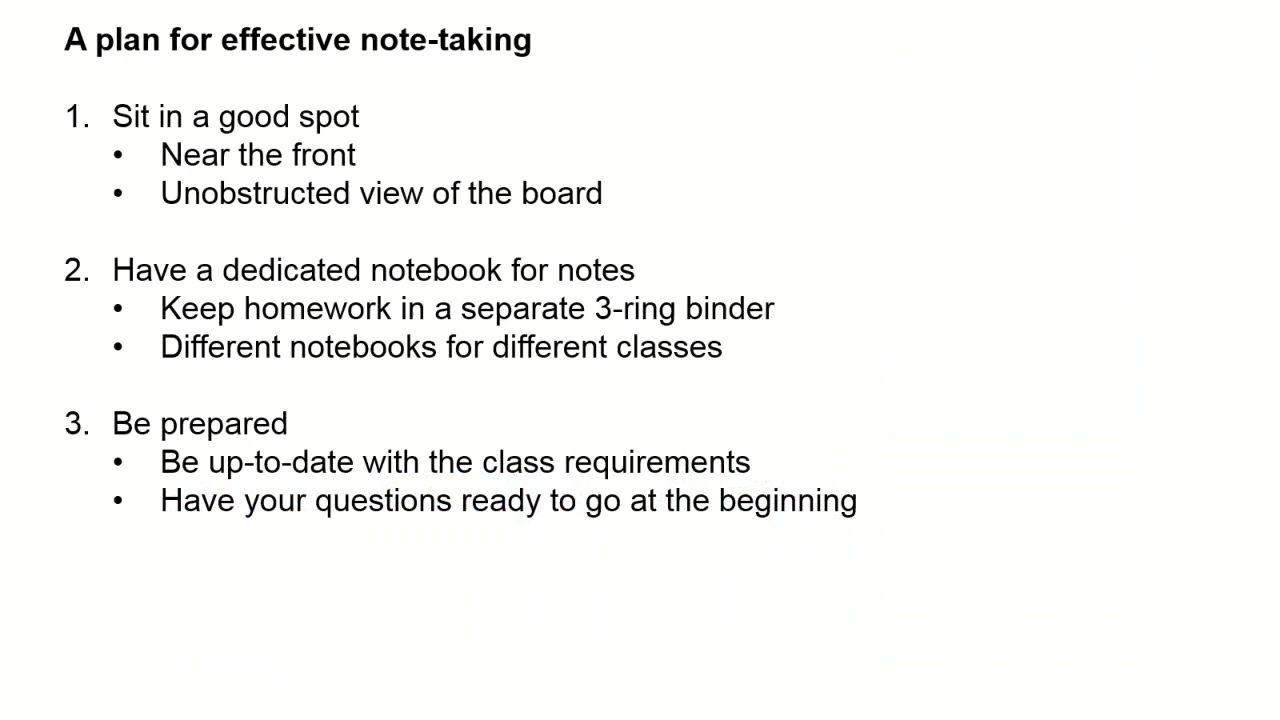 A plan for effective note-taking
1. Sit in a good spot
• Near the front
• Unobstructed view of the board
2. Have a dedicated notebook for notes
• Keep homework in a separate 3-ring binder
• Different notebooks for different classes
3. Be prepared
• Be up-to-date with the class requirements
• Have your questions ready to go at the beginning